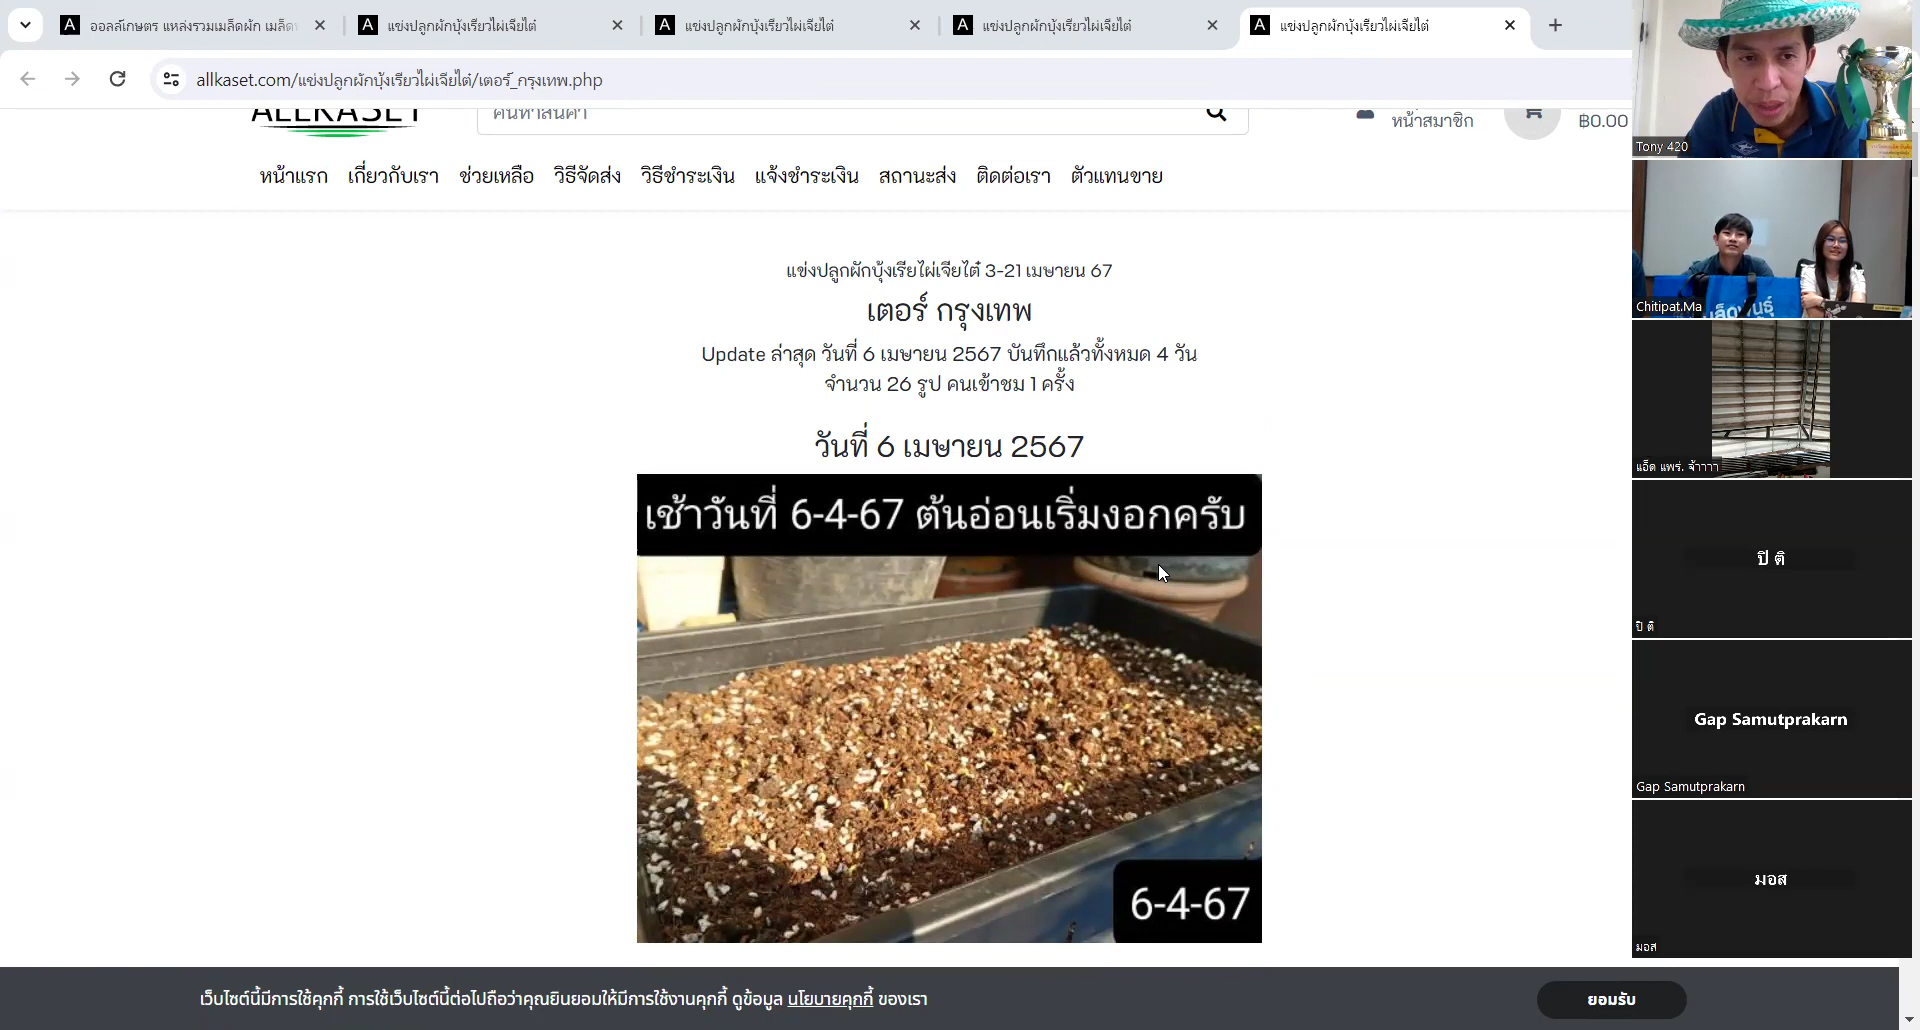 ออลล์เกษตร แหล่งรวมเมล็ดผัก เมล็ด
แข่งปลูกผักบุ้งเรียวไผ่เจียไต๋
แข่งปลูกผักบุ้งเรียวไผ่เจียไต๋
แข่งปลูกผักบุ้งเรียวไผ่เจียไต๋
แข่งปลูกผักบุ้งเรียวไผ่เจียไต๋
allkaset.com/แข่งปลูกผักบุ้งเรียวไผ่เจียไต๋/เตอร์_กรุงเทพ.php
ALLKASET
ค้นหาสินค้า
หน้าสมาชิก
฿0.00
หน้าแรก เกี่ยวกับเรา ช่วยเหลือ วิธีจัดส่ง วิธีชำระเงิน แจ้งชำระเงิน สถานะส่ง ติดต่อเรา ตัวแทนขาย
แข่งปลูกผักบุ้งเรียไผ่เจียไต๋ 3-21 เมษายน 67
เตอร์ กรุงเทพ
Update ล่าสุด วันที่ 6 เมษายน 2567 บันทึกแล้วทั้งหมด 4 วัน
จำนวน 26 รูป คนเข้าชม 1 ครั้ง
วันที่ 6 เมษายน 2567
เช้าวันที่ 6-4-67 ต้นอ่อนเริ่มงอกครับ
6-4-67
เว็บไซต์นี้มีการใช้คุกกี้ การใช้เว็บไซต์นี้ต่อไปถือว่าคุณยินยอมให้มีการใช้งานคุกกี้ ดูข้อมูล นโยบายคุกกี้ ของเรา
ยอมรับ
Tony 420
Chitipat.Ma
แอ๊ด แพร่. จ้าาาา
ปิ ติ
ปิ ติ
Gap Samutprakarn
Gap Samutprakarn
มอส
มอส